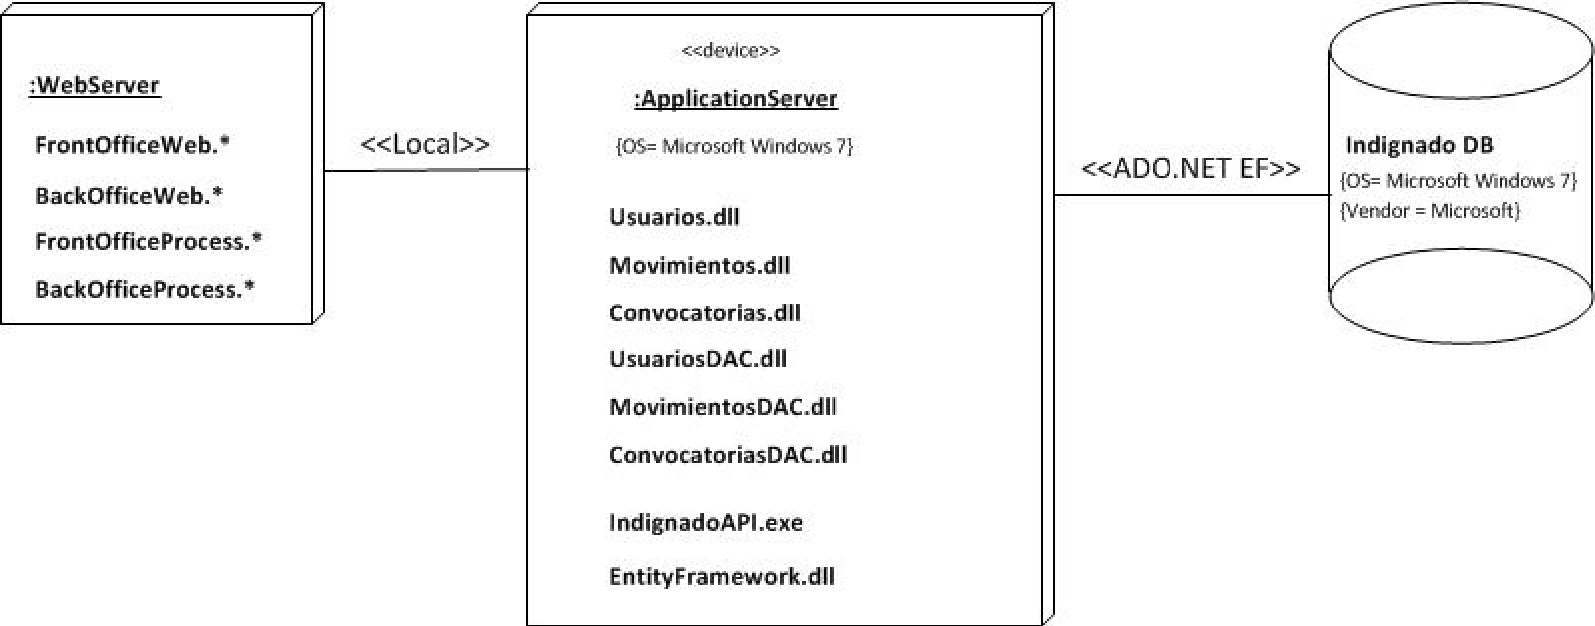 :WebServer
FrontOfficeWeb.*
BackOfficeWeb.*
FrontOfficeProcess.*
BackOfficeProcess.*
<<Local>>
<<device>>
:ApplicationServer
{OS= Microsoft Windows 7}
Usuarios.dll
Movimientos.dll
Convocatorias.dll
UsuariosDAC.dll
MovimientosDAC.dll
ConvocatoriasDAC.dll
IndignadoAPI.exe
EntityFramework.dll
<<ADO.NET EF>>
Indignado DB
{OS= Microsoft Windows 7}
{Vendor = Microsoft}